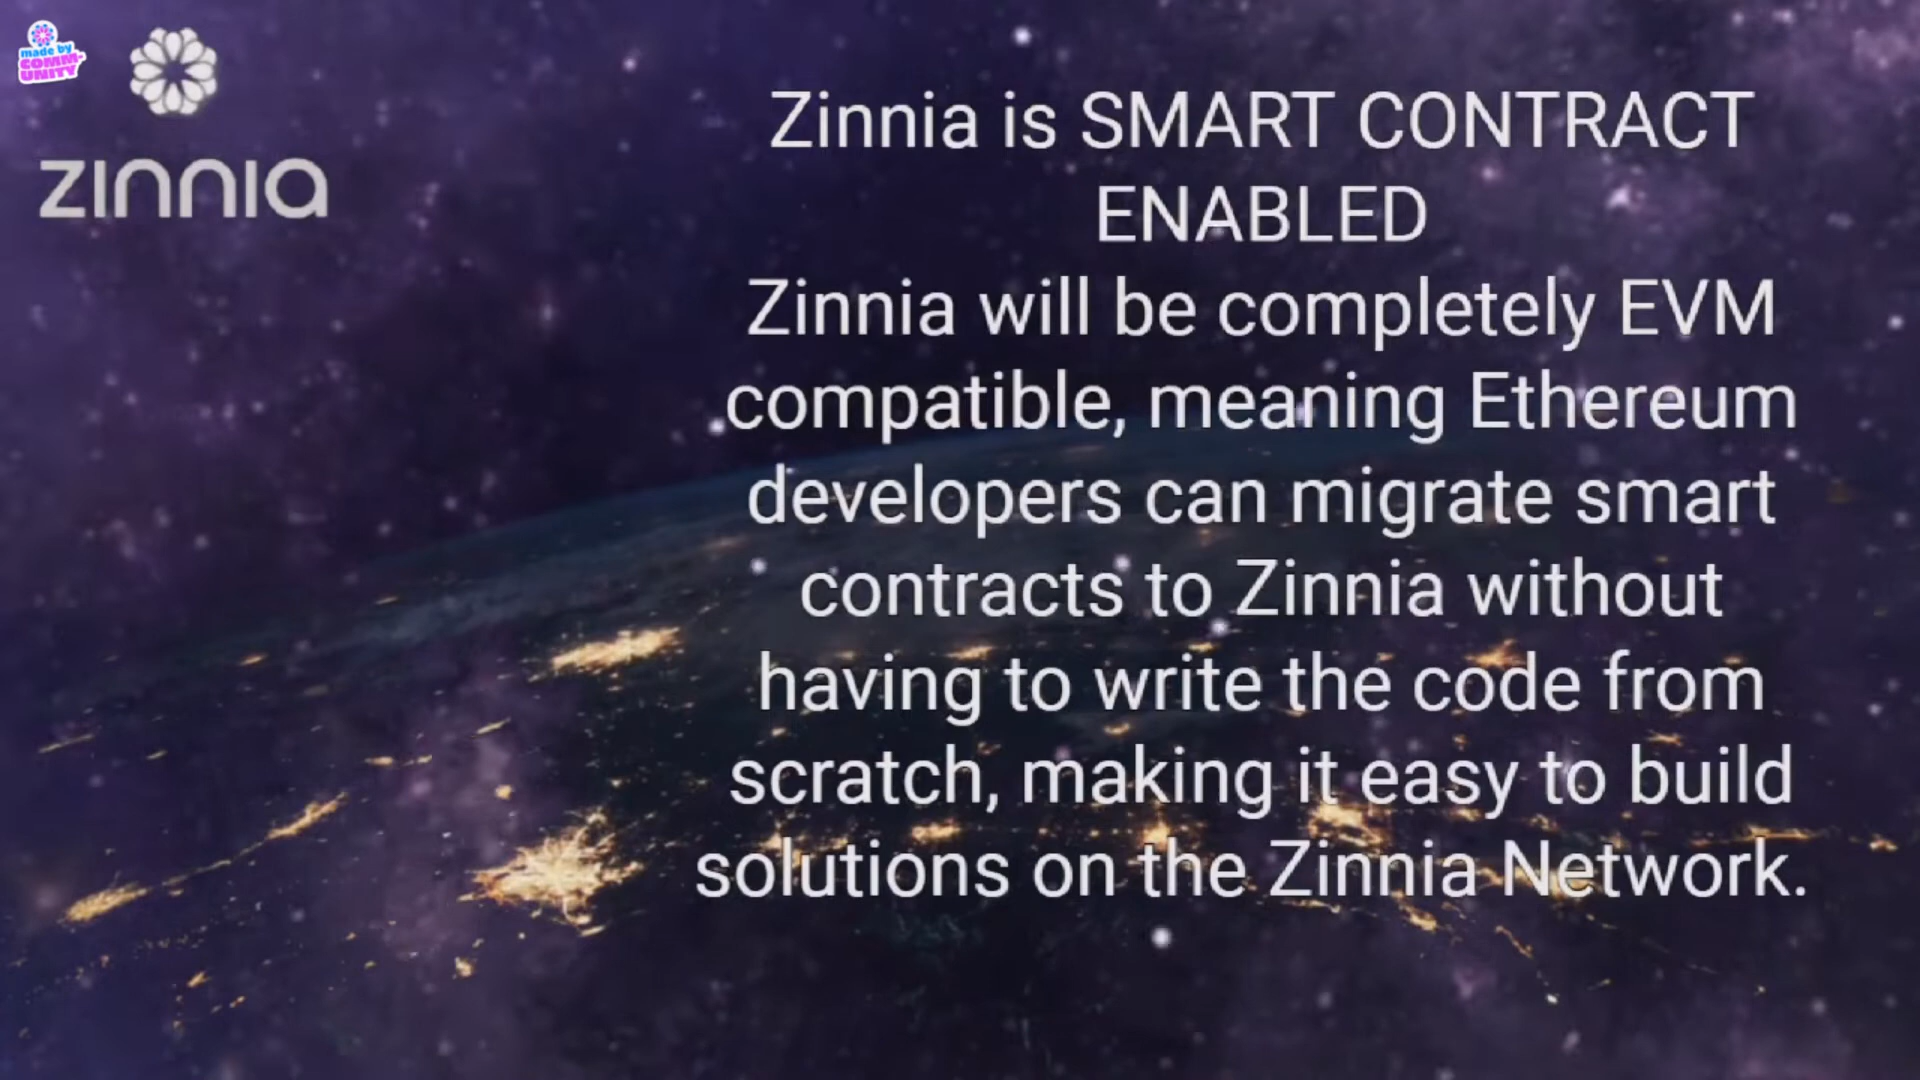 made by
COMM-
UNITY
ZINNIA
Zinnia is SMART CONTRACT
ENABLED
Zinnia will be completely EVM
compatible, meaning Ethereum
developers can migrate smart
contracts to Zinnia without
having to write the code from
scratch, making it easy to build
solutions on the Zinnia Network.